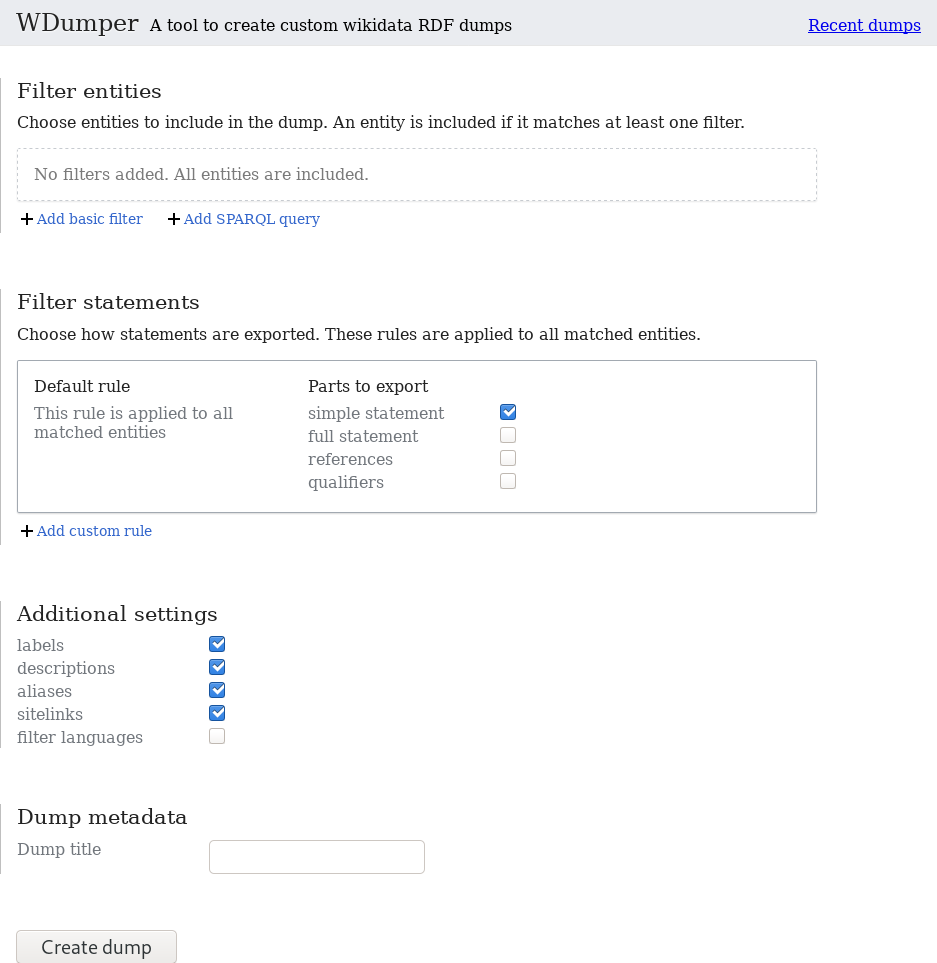 WDumper A tool to create custom wikidata RDF dumps Recent dumps
Filter entities
Choose entities to include in the dump. An entity is included if it matches at least one filter.
No filters added. All entities are included.
Add basic filter Add SPARQL query
Filter statements
Choose how statements are exported. These rules are applied to all matched entities.
Default rule
This rule is applied to all
matched entities
Parts to export
simple statement
full statement
references
qualifiers
Add custom rule
Additional settings
labels
descriptions
aliases
sitelinks
filter languages
Dump metadata
Dump title
Create dump